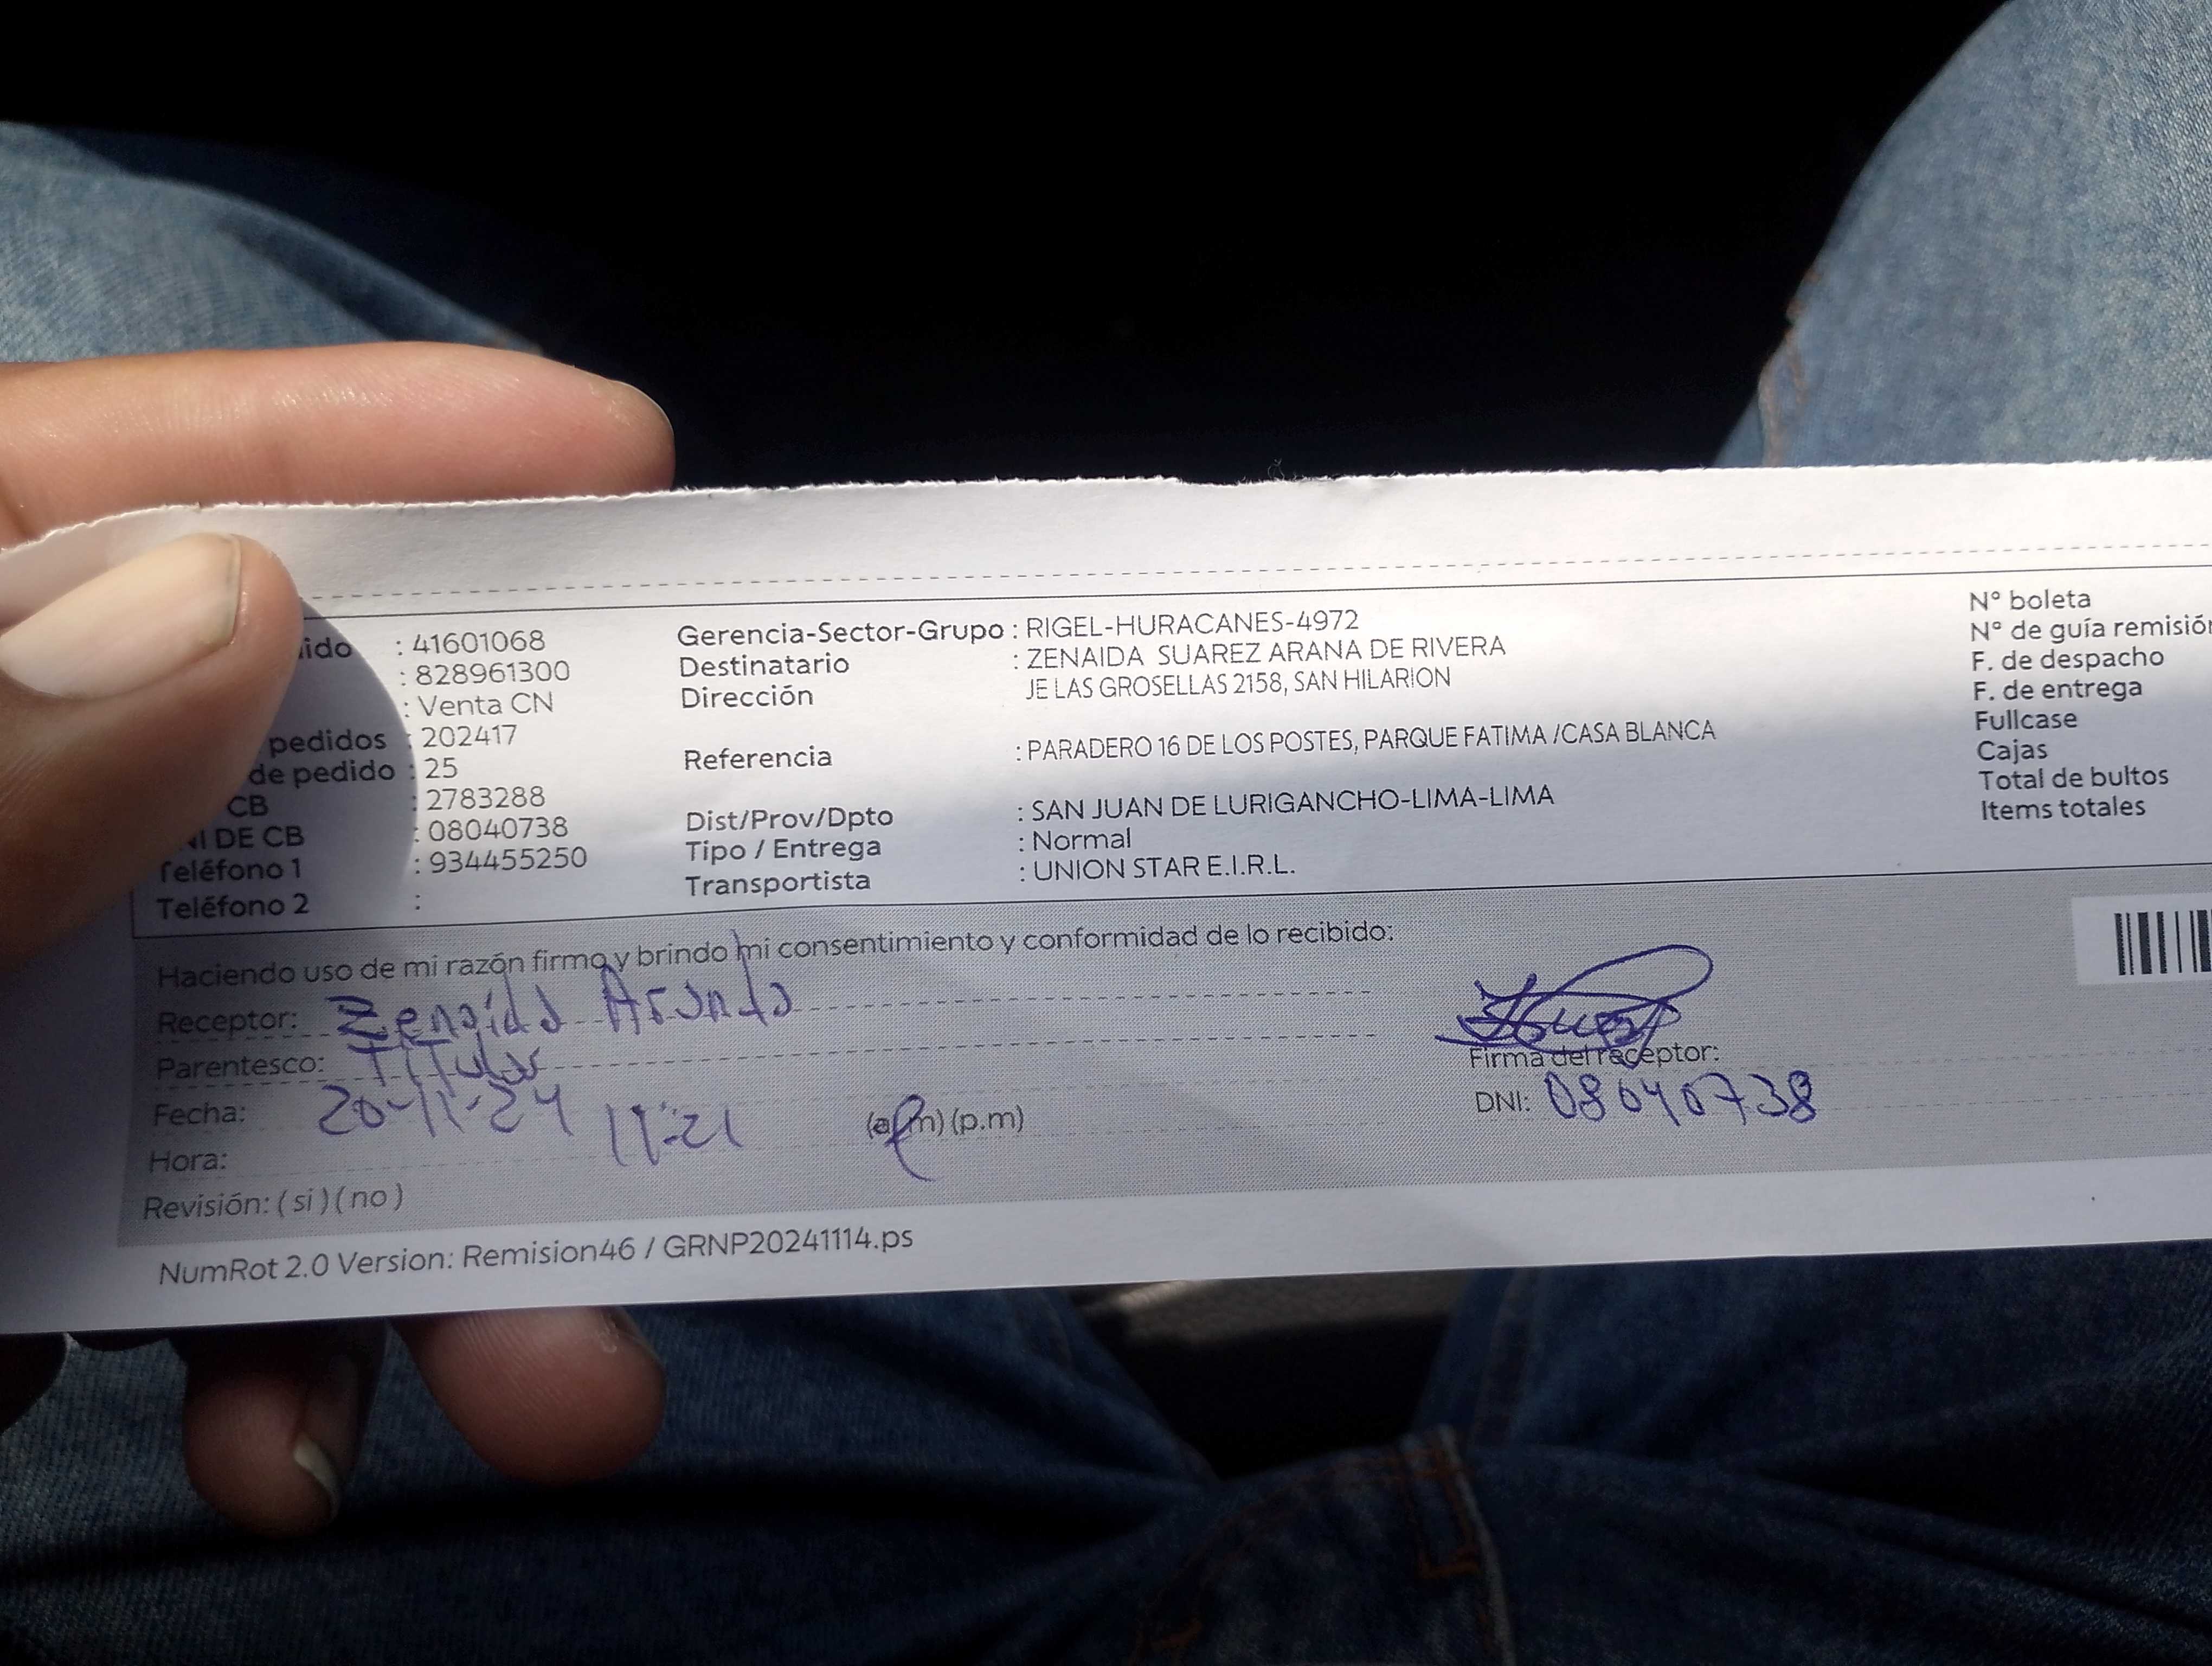 ido : 41601068
: 828961300
: Venta CN
pedidos : 202417
de pedido : 25
CB : 2783288
NI DE CB : 08040738
Teléfono 1 : 934455250
Teléfono 2 :
Gerencia-Sector-Grupo : RIGEL-HURACANES-4972
Destinatario : ZENAIDA SUAREZ ARANA DE RIVERA
Dirección JE LAS GROSELLAS 2158, SAN HILARION
Referencia : PARADERO 16 DE LOS POSTES, PARQUE FATIMA /CASA BLANCA
Dist/Prov/Dpto : SAN JUAN DE LURIGANCHO-LIMA-LIMA
Tipo / Entrega : Normal
Transportista : UNION STAR E.I.R.L.
N° boleta
N° de guía remisión
F. de despacho
F. de entrega
Fullcase
Cajas
Total de bultos
Items totales
Haciendo uso de mi razón firmo y brindo mi consentimiento y conformidad de lo recibido:
Receptor: Zenaida
Parentesco: Titular
Fecha: 20-11-24
Hora: 11:21 (a.m) (p.m)
Revisión: ( si ) ( no )
Firma del receptor:
DNI: 08040738
NumRot 2.0 Version: Remision46 / GRNP20241114.ps